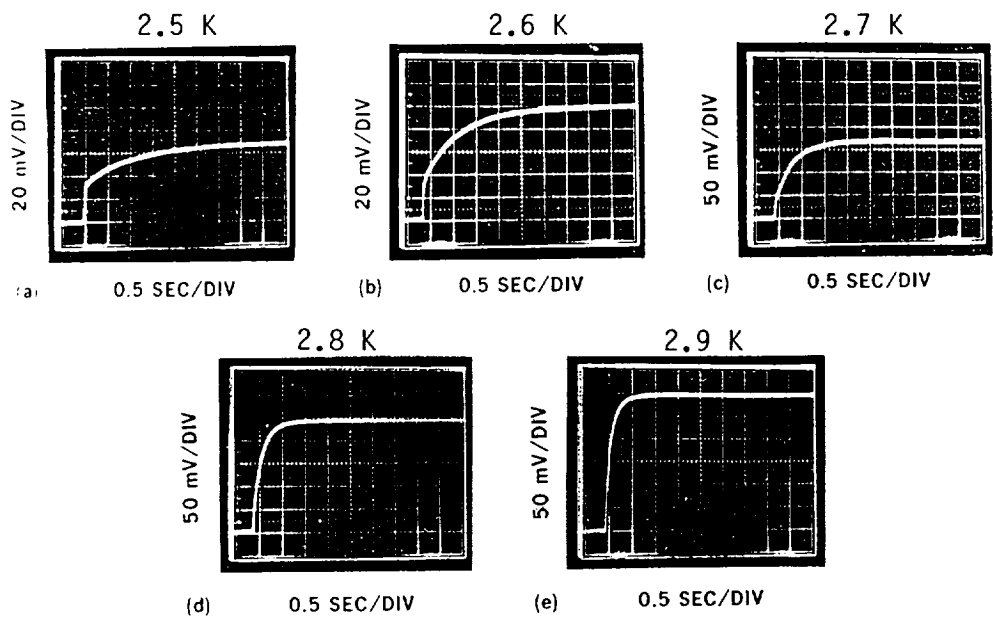 2.5 K
20 mV/DIV
(a)
0.5 SEC/DIV
2.6 K
20 mV/DIV
(b)
0.5 SEC/DIV
2.7 K
50 mV/DIV
(c)
0.5 SEC/DIV
2.8 K
50 mV/DIV
(d)
0.5 SEC/DIV
2.9 K
50 mV/DIV
(e)
0.5 SEC/DIV